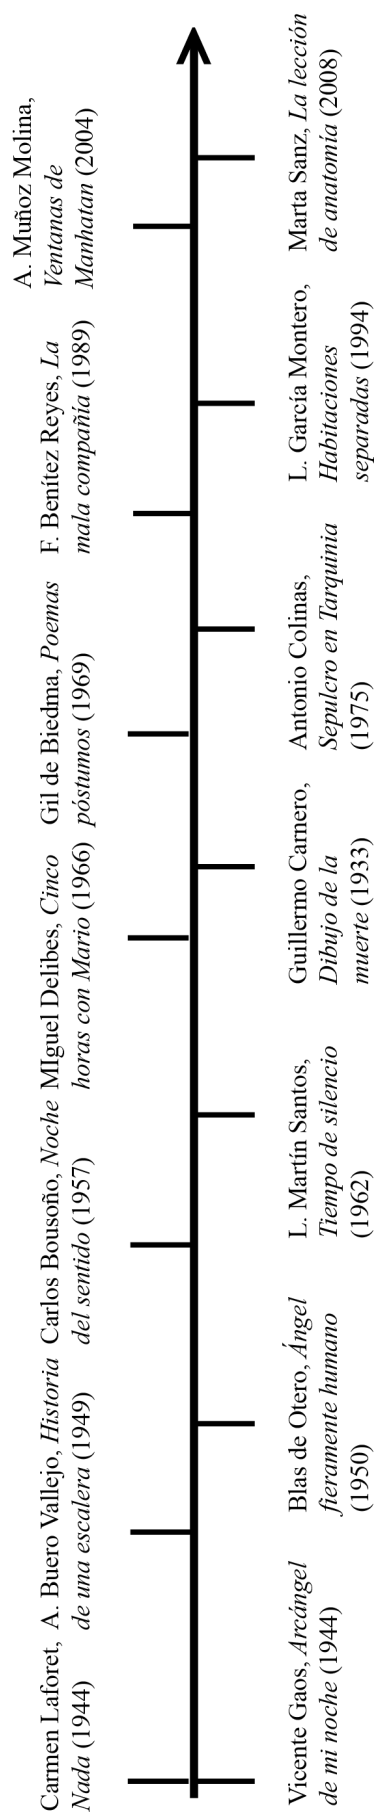 Carmen Laforet,
Nada (1944)
A. Buero Vallejo, Historia
de una escalera (1949)
Carlos Bousoño, Noche
del sentido (1957)
MIguel Delibes, Cinco
horas con Mario (1966)
Gil de Biedma, Poemas
póstumos (1969)
F. Benítez Reyes, La
mala compañía (1989)
A. Muñoz Molina,
Ventanas de
Manhatan (2004)
Vicente Gaos, Arcángel
de mi noche (1944)
Blas de Otero, Ángel
fieramente humano
(1950)
L. Martín Santos,
Tiempo de silencio
(1962)
Guillermo Carnero,
Dibujo de la
muerte (1933)
Antonio Colinas,
Sepulcro en Tarquinia
(1975)
L. García Montero,
Habitaciones
separadas (1994)
Marta Sanz, La lección
de anatomía (2008)